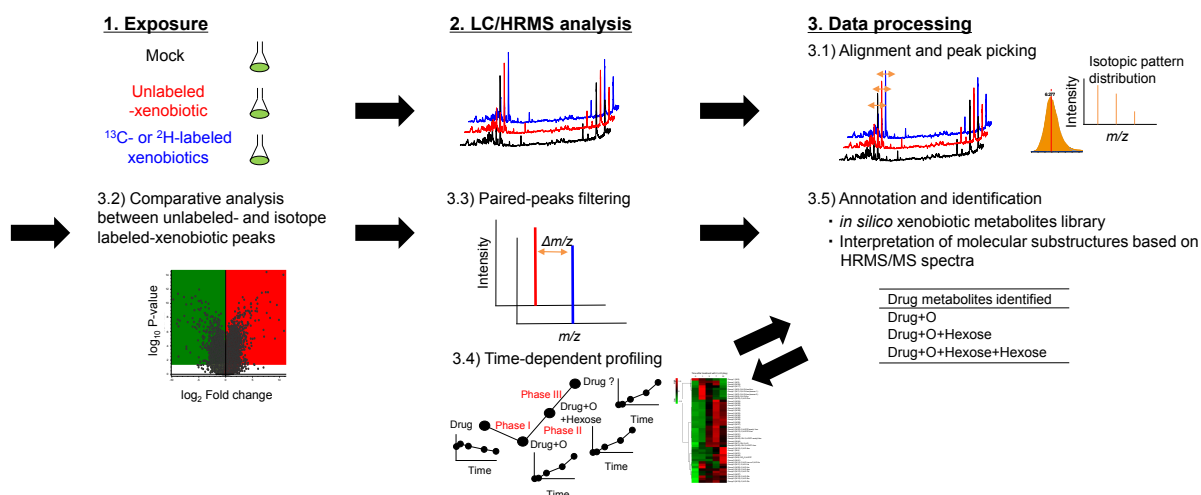 1. Exposure
Mock
Unlabeled
-xenobiotic
¹³C- or ²H-labeled
xenobiotics
2. LC/HRMS analysis
3. Data processing
3.1) Alignment and peak picking
Isotopic pattern
distribution
Intensity
m/z
3.2) Comparative analysis
between unlabeled- and isotope
labeled-xenobiotic peaks
log₁₀ P-value
log₂ Fold change
3.3) Paired-peaks filtering
Intensity
Δm/z
m/z
3.4) Time-dependent profiling
Drug
Time
Phase I
Drug+O
Time
Phase II
Drug+O
+Hexose
Time
Phase III
Drug ?
Time
3.5) Annotation and identification
· in silico xenobiotic metabolites library
· Interpretation of molecular substructures based on
HRMS/MS spectra
Drug metabolites identified
Drug+O
Drug+O+Hexose
Drug+O+Hexose+Hexose